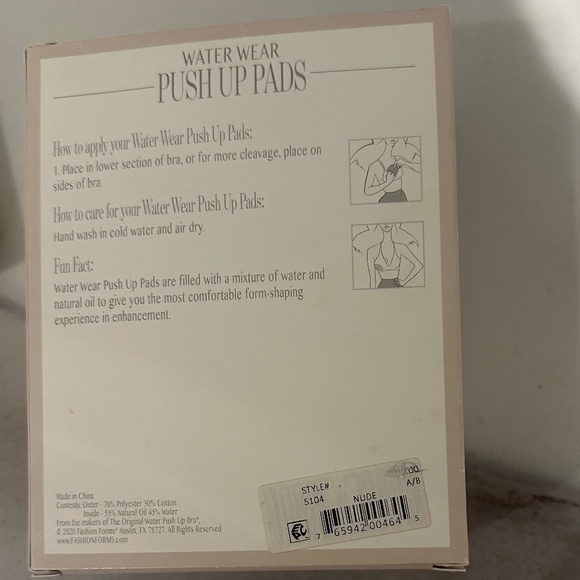 WATER WEAR
PUSH UP PADS
How to apply your Water Wear Push Up Pads:
1. Place in lower section of bra, or for more cleavage, place on
sides of bra.
How to care for your Water Wear Push Up Pads:
Hand wash in cold water and air dry.
Fun Fact:
Water Wear Push Up Pads are filled with a mixture of water and
natural oil to give you the most comfortable form-shaping
experience in enhancement.
Made in China
Contents: Outer - 70% Polyester 30% Cotton
Inside - 55% Natural Oil 45% Water
From the makers of The Original Water Push Up Bra®.
© 2020 Fashion Forms® Austin, TX 78727. All Rights Reserved
www.FASHIONFORMS.com
STYLE#
5104
NUDE
A/B
7 65942 00464 5